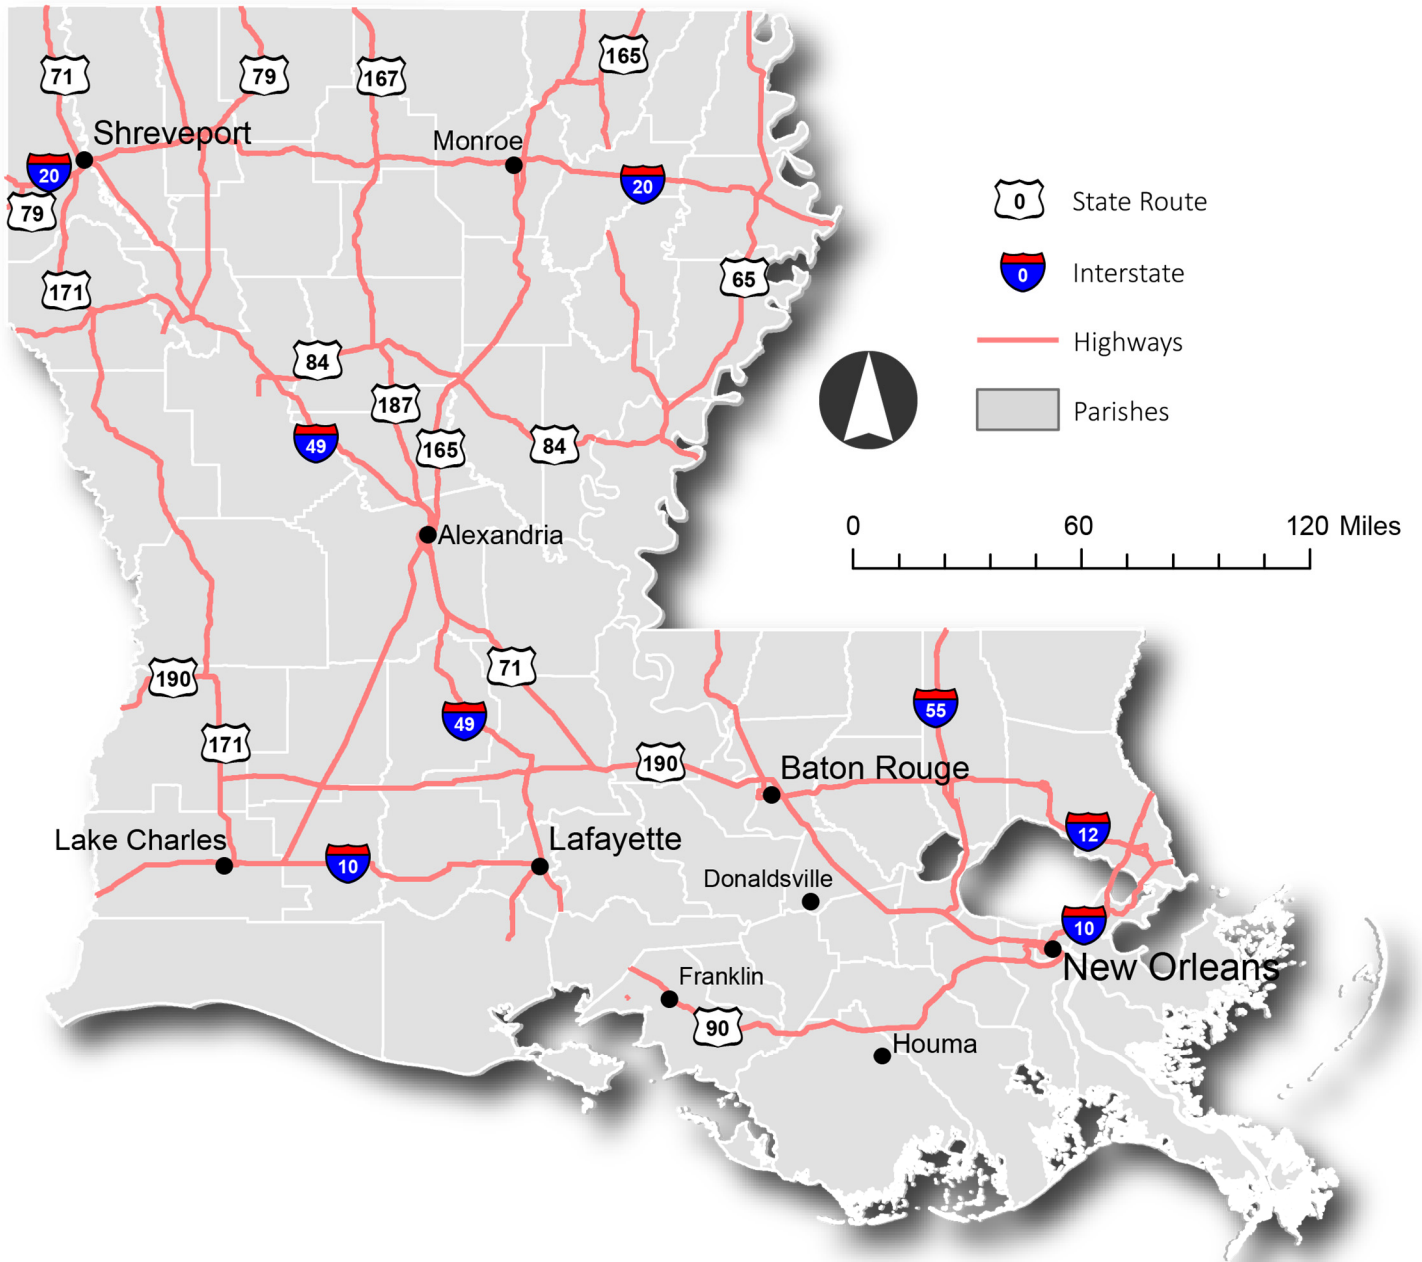 71
79
167
165
Shreveport
Monroe
20
20
79
171
65
84
187
49
165
84
Alexandria
0 State Route
0 Interstate
Highways
Parishes
0 60 120 Miles
190
71
49
55
171
190
Baton Rouge
Lake Charles
Lafayette
12
10
Donaldsville
10
New Orleans
Franklin
90
Houma